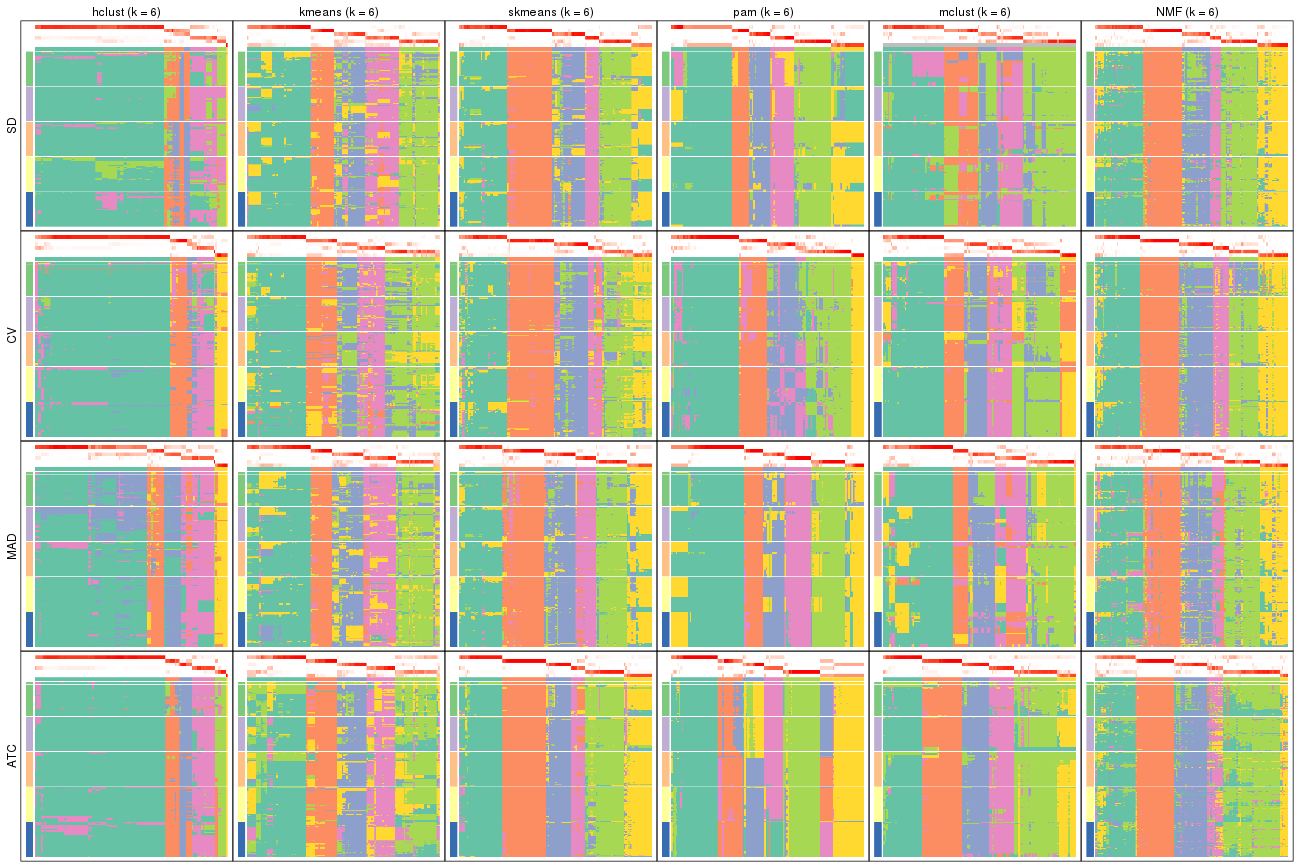 hclust (k = 6) kmeans (k = 6) skmeans (k = 6) pam (k = 6) mclust (k = 6) NMF (k = 6)
SD
CV
MAD
ATC